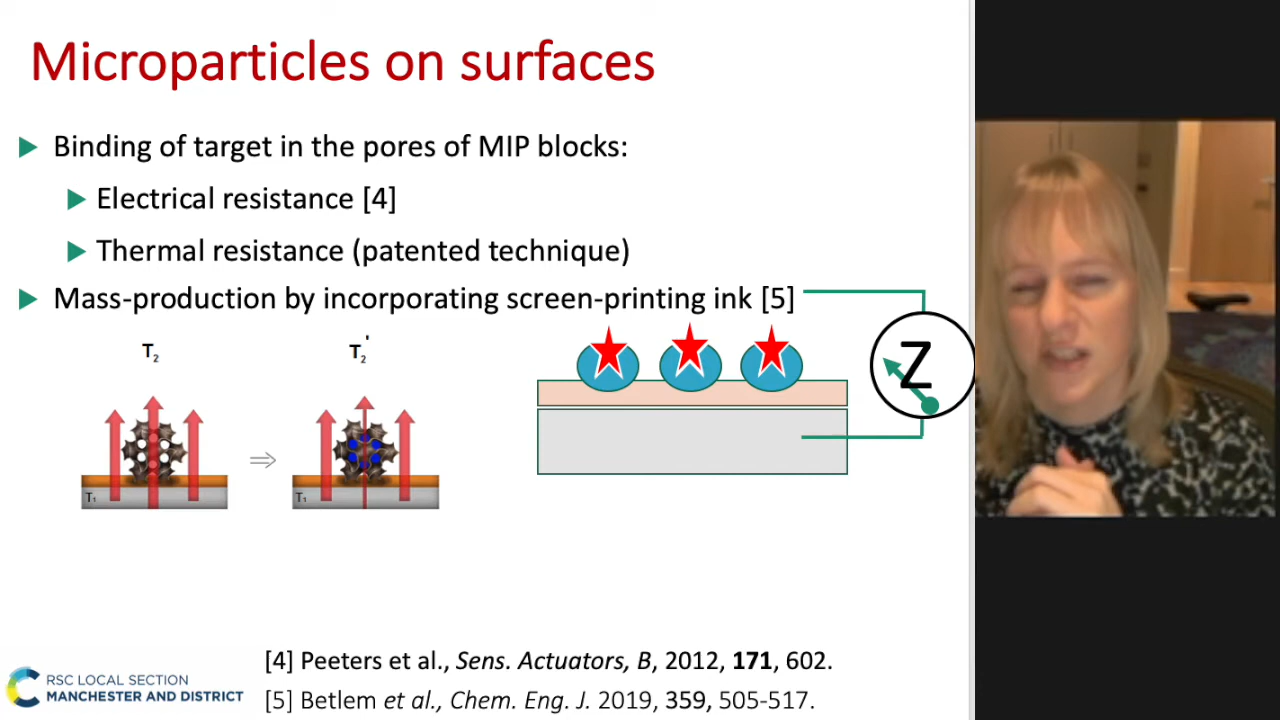 Microparticles on surfaces
Binding of target in the pores of MIP blocks:
Electrical resistance [4]
Thermal resistance (patented technique)
Mass-production by incorporating screen-printing ink [5]
T₂
T₂'
Z
T₁
T₁
[4] Peeters et al., Sens. Actuators, B, 2012, 171, 602.
[5] Betlem et al., Chem. Eng. J. 2019, 359, 505-517.
RSC LOCAL SECTION
MANCHESTER AND DISTRICT